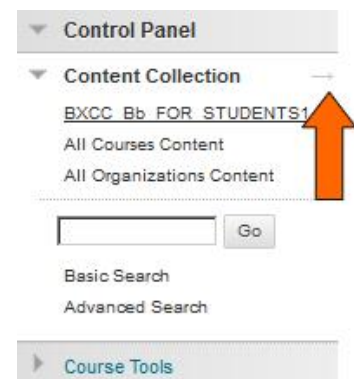 Control Panel
Content Collection
BXCC_Bb_FOR_STUDENTS1
All Courses Content
All Organizations Content
Go
Basic Search
Advanced Search
Course Tools